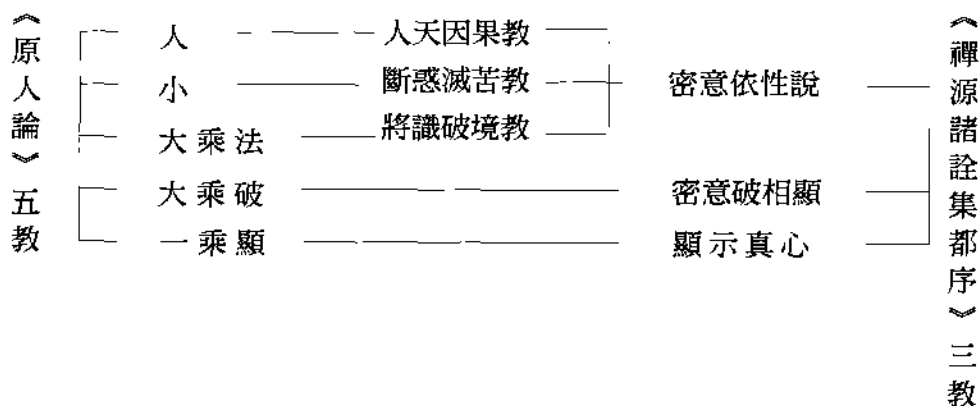 《原人論》五教
人
人天因果教
小
斷惑滅苦教
密意依性說
大乘法
將識破境教
大乘破
密意破相顯
一乘顯
顯示真心
《禪源諸詮集都序》三教